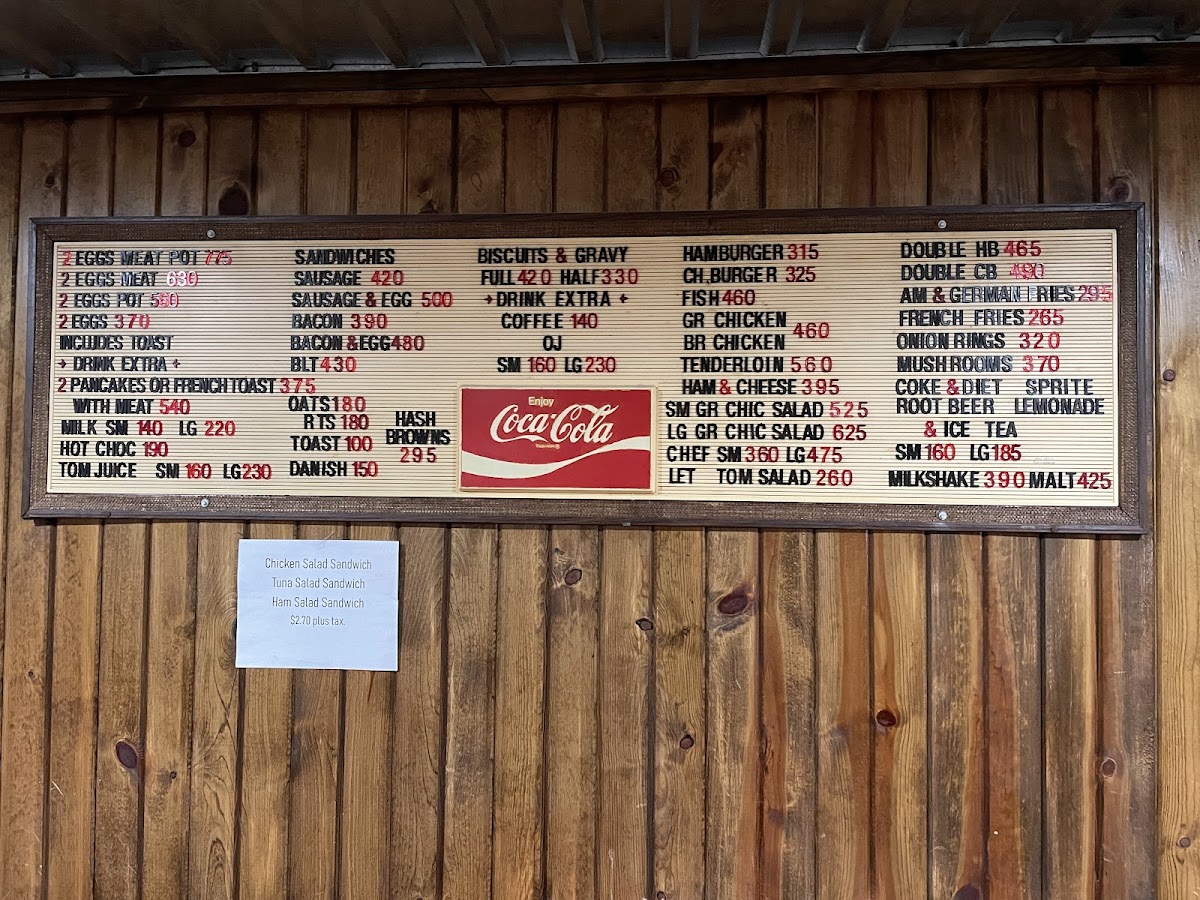 2 EGGS MEAT POT 775
2 EGGS MEAT 630
2 EGGS POT 560
2 EGGS 370
INCLUDES TOAST
+ DRINK EXTRA +
2 PANCAKES OR FRENCH TOAST 375
WITH MEAT 540
MILK SM 140 LG 220
HOT CHOC 190
TOM JUICE SM 160 LG 230
SANDWICHES
SAUSAGE 420
SAUSAGE & EGG 500
BACON 390
BACON & EGG 480
BLT 430
OATS 180
RTS 180
TOAST 100
DANISH 150
HASH
BROWNS
295
BISCUITS & GRAVY
FULL 420 HALF 330
+ DRINK EXTRA +
COFFEE 140
OJ
SM 160 LG 230
Enjoy
Coca-Cola
HAMBURGER 315
CH,BURGER 325
FISH 460
GR CHICKEN
BR CHICKEN
460
TENDERLOIN 560
HAM & CHEESE 395
SM GR CHIC SALAD 525
LG GR CHIC SALAD 625
CHEF SM 360 LG 475
LET TOM SALAD 260
DOUBLE HB 465
DOUBLE CB 490
AM & GERMAN FRIES 295
FRENCH FRIES 265
ONION RINGS 320
MUSHROOMS 370
COKE & DIET SPRITE
ROOT BEER LEMONADE
& ICE TEA
SM 160 LG 185
MILKSHAKE 390 MALT 425
Chicken Salad Sandwich
Tuna Salad Sandwich
Ham Salad Sandwich
$2.70 plus tax.